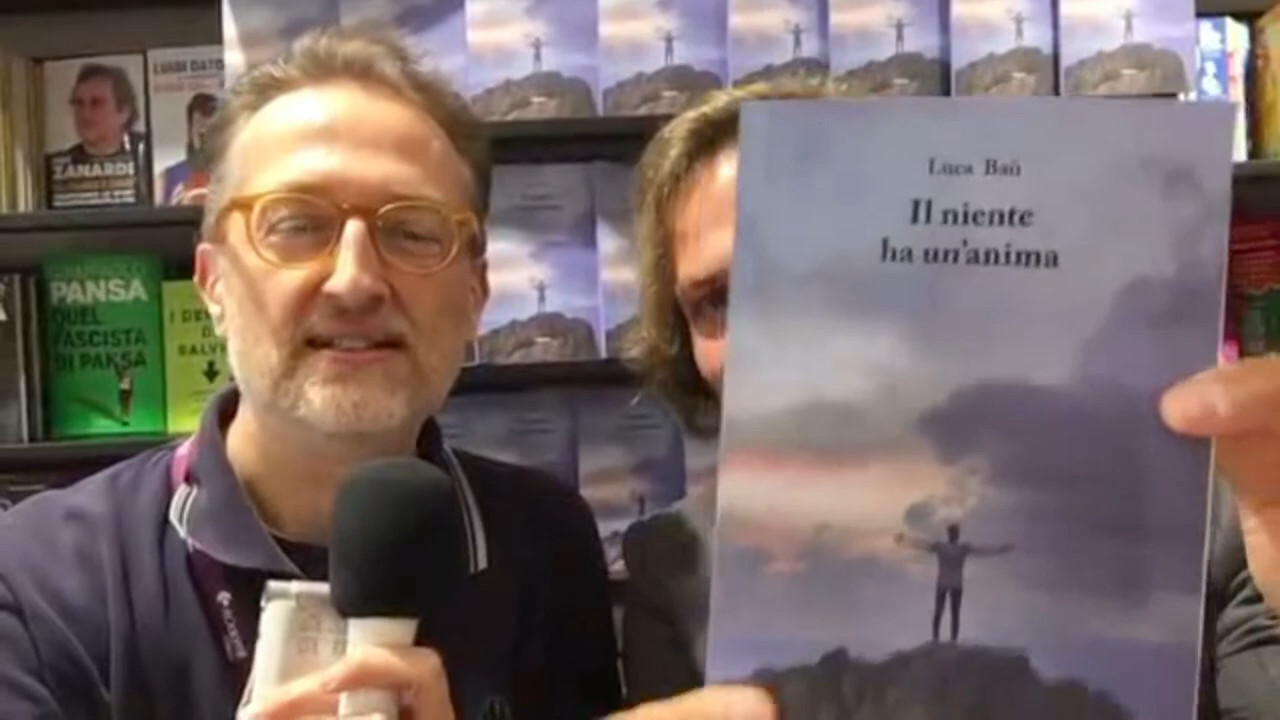 ZANARDI
LUIGI DATO
PANSA
QUEL
FASCISTA
DI PANSA
Luca Baù
Il niente
ha un'anima